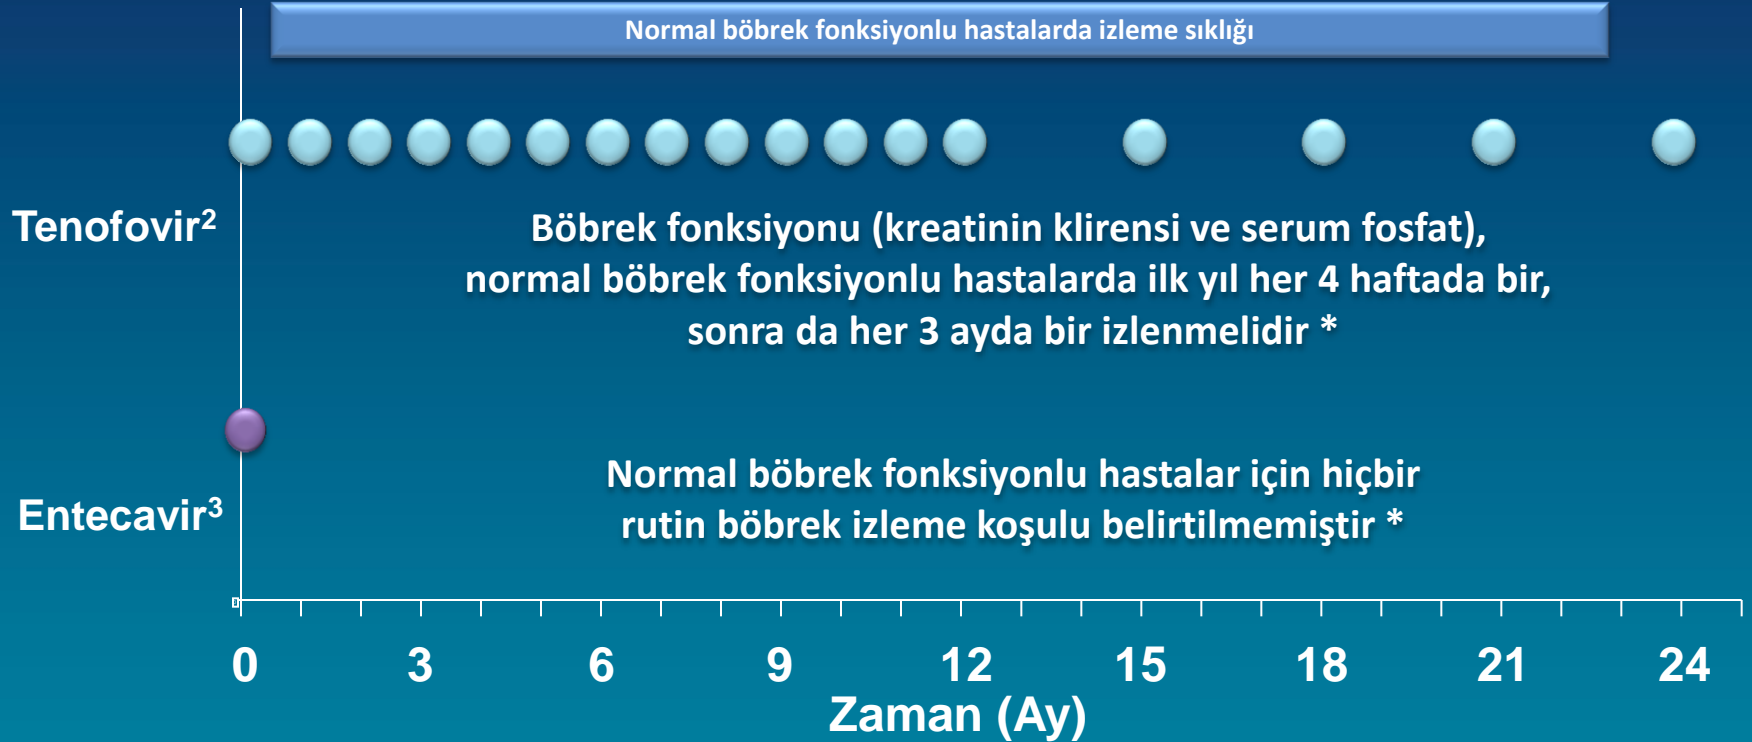 Normal böbrek fonksiyonlu hastalarda izleme sıklığı
Tenofovir²
Böbrek fonksiyonu (kreatinin klirensi ve serum fosfat),
normal böbrek fonksiyonlu hastalarda ilk yıl her 4 haftada bir,
sonra da her 3 ayda bir izlenmelidir *
Entecavir³
Normal böbrek fonksiyonlu hastalar için hiçbir
rutin böbrek izleme koşulu belirtilmemiştir *
0 3 6 9 12 15 18 21 24
Zaman (Ay)